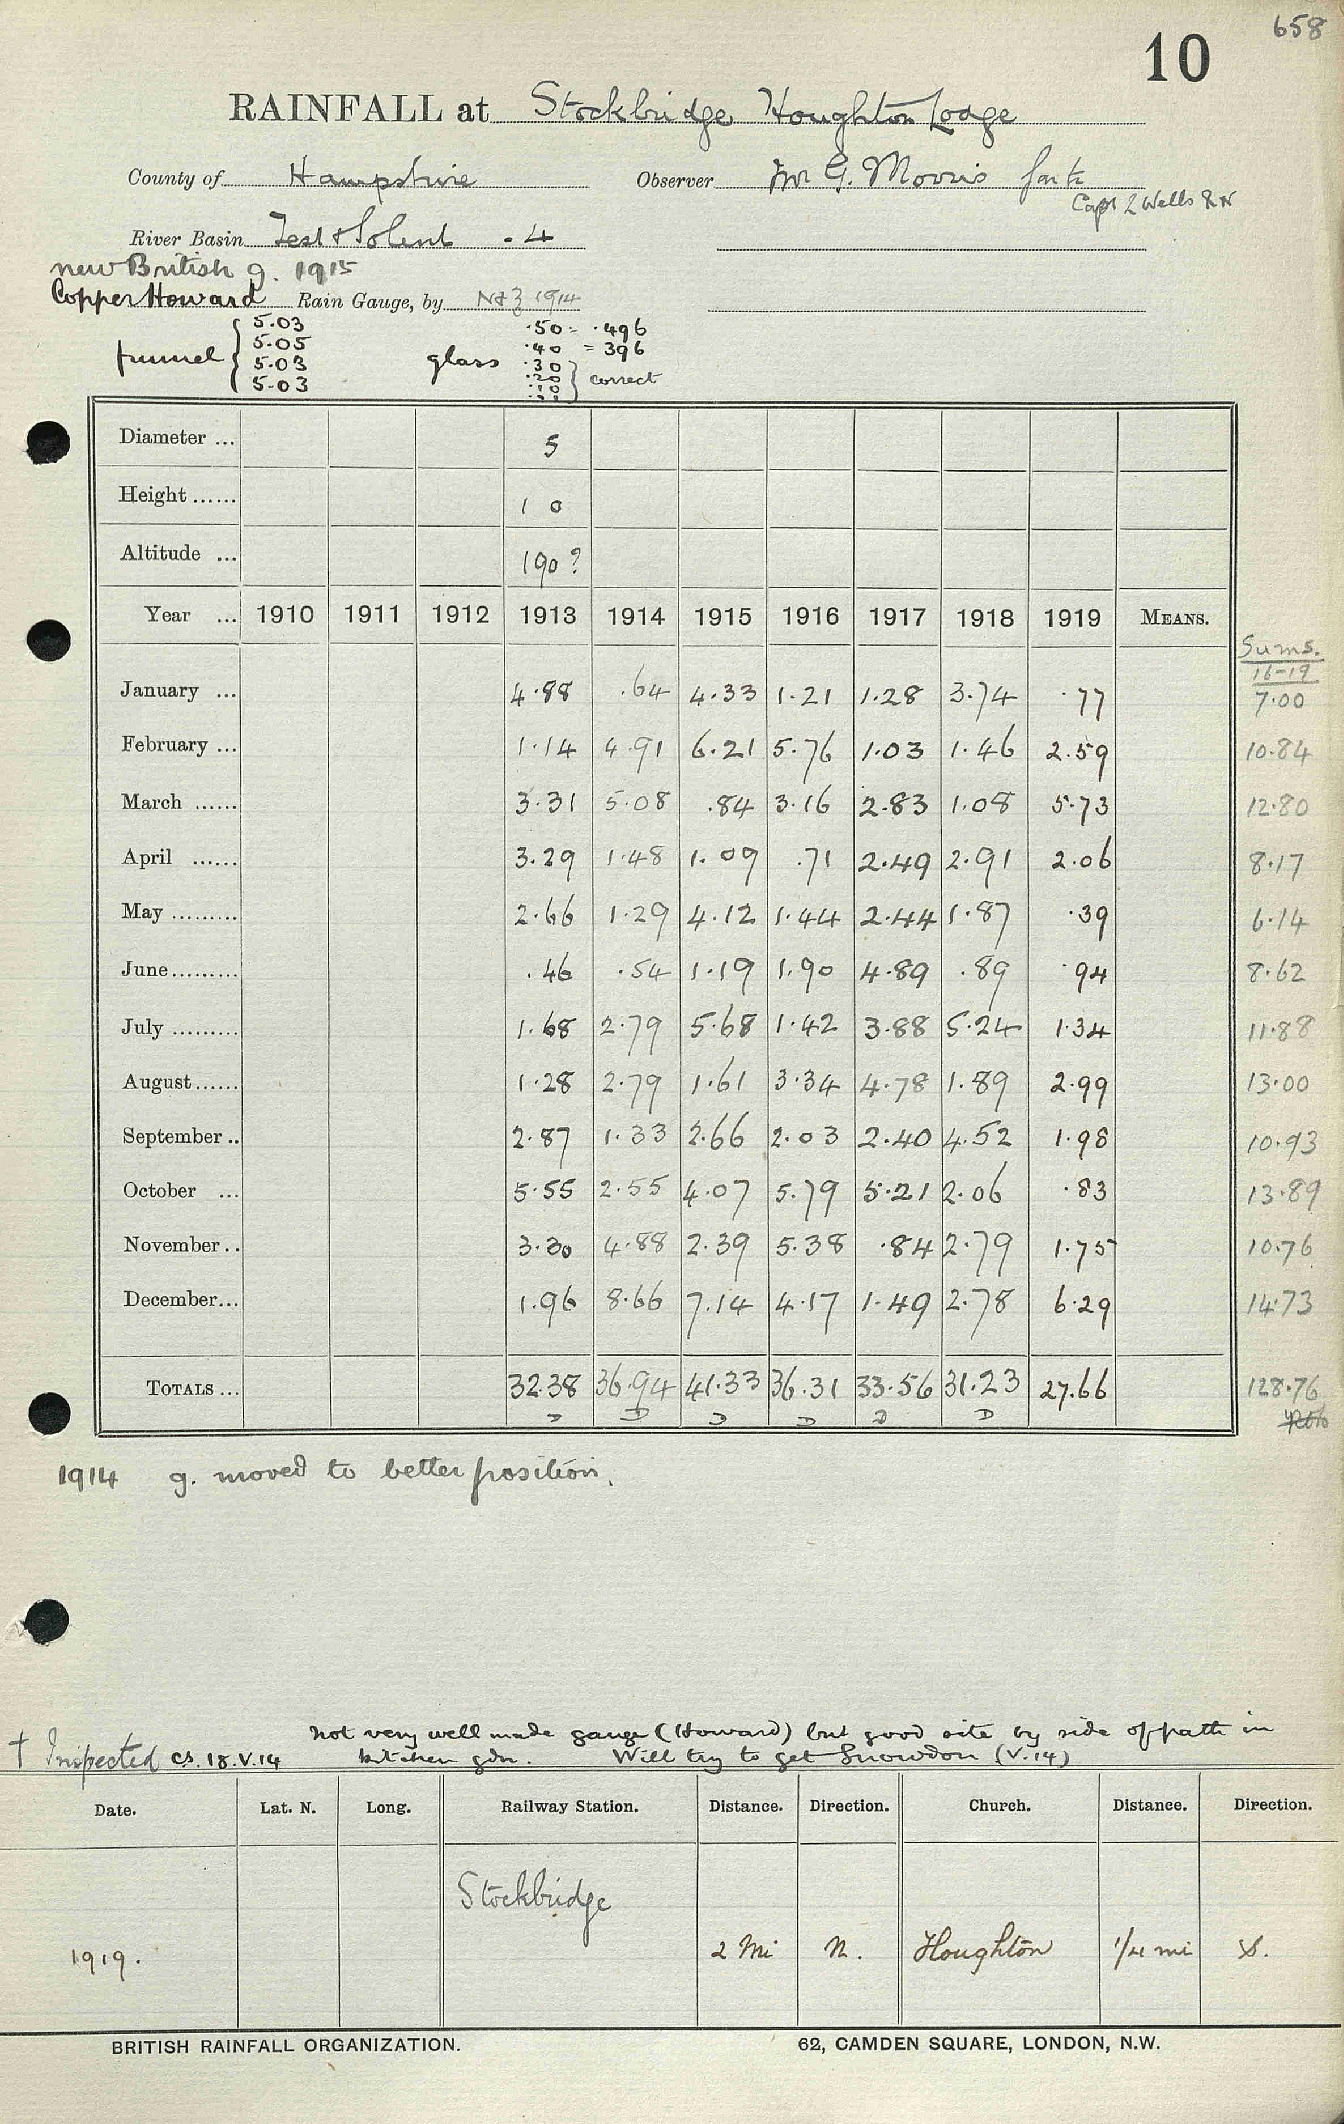 658
10
RAINFALL at Stockbridge Houghton Lodge
County of Hampshire Observer G. Morris for
Capt L Wells RN
River Basin Test & Solent .4
new British g. 1915
Copper Howard Rain Gauge, by N & Z 1914
funnel { 5.03 glass .50 = .496
5.05 .40 = 396
5.03 .30 } correct
5.03 .20
.10
Diameter ... 5
Height ...... 1 0
Altitude ... 190?
Year ... 1910 1911 1912 1913 1914 1915 1916 1917 1918 1919 MEANS. Sums.
16-19
January ... 4.88 .64 4.33 1.21 1.28 3.74 .77 7.00
February ... 1.14 4.91 6.21 5.76 1.03 1.46 2.59 10.84
March ...... 3.31 5.08 .84 3.16 2.83 1.08 5.73 12.80
April ...... 3.29 1.48 1.09 .71 2.49 2.91 2.06 8.17
May ......... 2.66 1.29 4.12 1.44 2.44 1.87 .39 6.14
June......... .46 .54 1.19 1.90 4.89 .89 .94 8.62
July ......... 1.68 2.79 5.68 1.42 3.88 5.24 1.34 11.88
August...... 1.28 2.79 1.61 3.34 4.78 1.89 2.99 13.00
September .. 2.87 1.33 2.66 2.03 2.40 4.52 1.98 10.93
October ... 5.55 2.55 4.07 5.79 5.21 2.06 .83 13.89
November .. 3.30 4.88 2.39 5.38 .84 2.79 1.75 10.76
December... 1.96 8.66 7.14 4.17 1.49 2.78 6.29 14.73
TOTALS ... 32.38 36.94 41.33 36.31 33.56 31.23 27.66 128.76
D D D D D D
1914 g. moved to better position.
not very well made gauge (Howard) but good site by side of path in
† Inspected CS. 18.V.14 kitchen gdn. Will try to get Snowdon (V.14)
Date. Lat. N. Long. Railway Station. Distance. Direction. Church. Distance. Direction.
Stockbridge
1919. 2 Mi N. Houghton 1/4 mi S.
BRITISH RAINFALL ORGANIZATION. 62, CAMDEN SQUARE, LONDON, N.W.